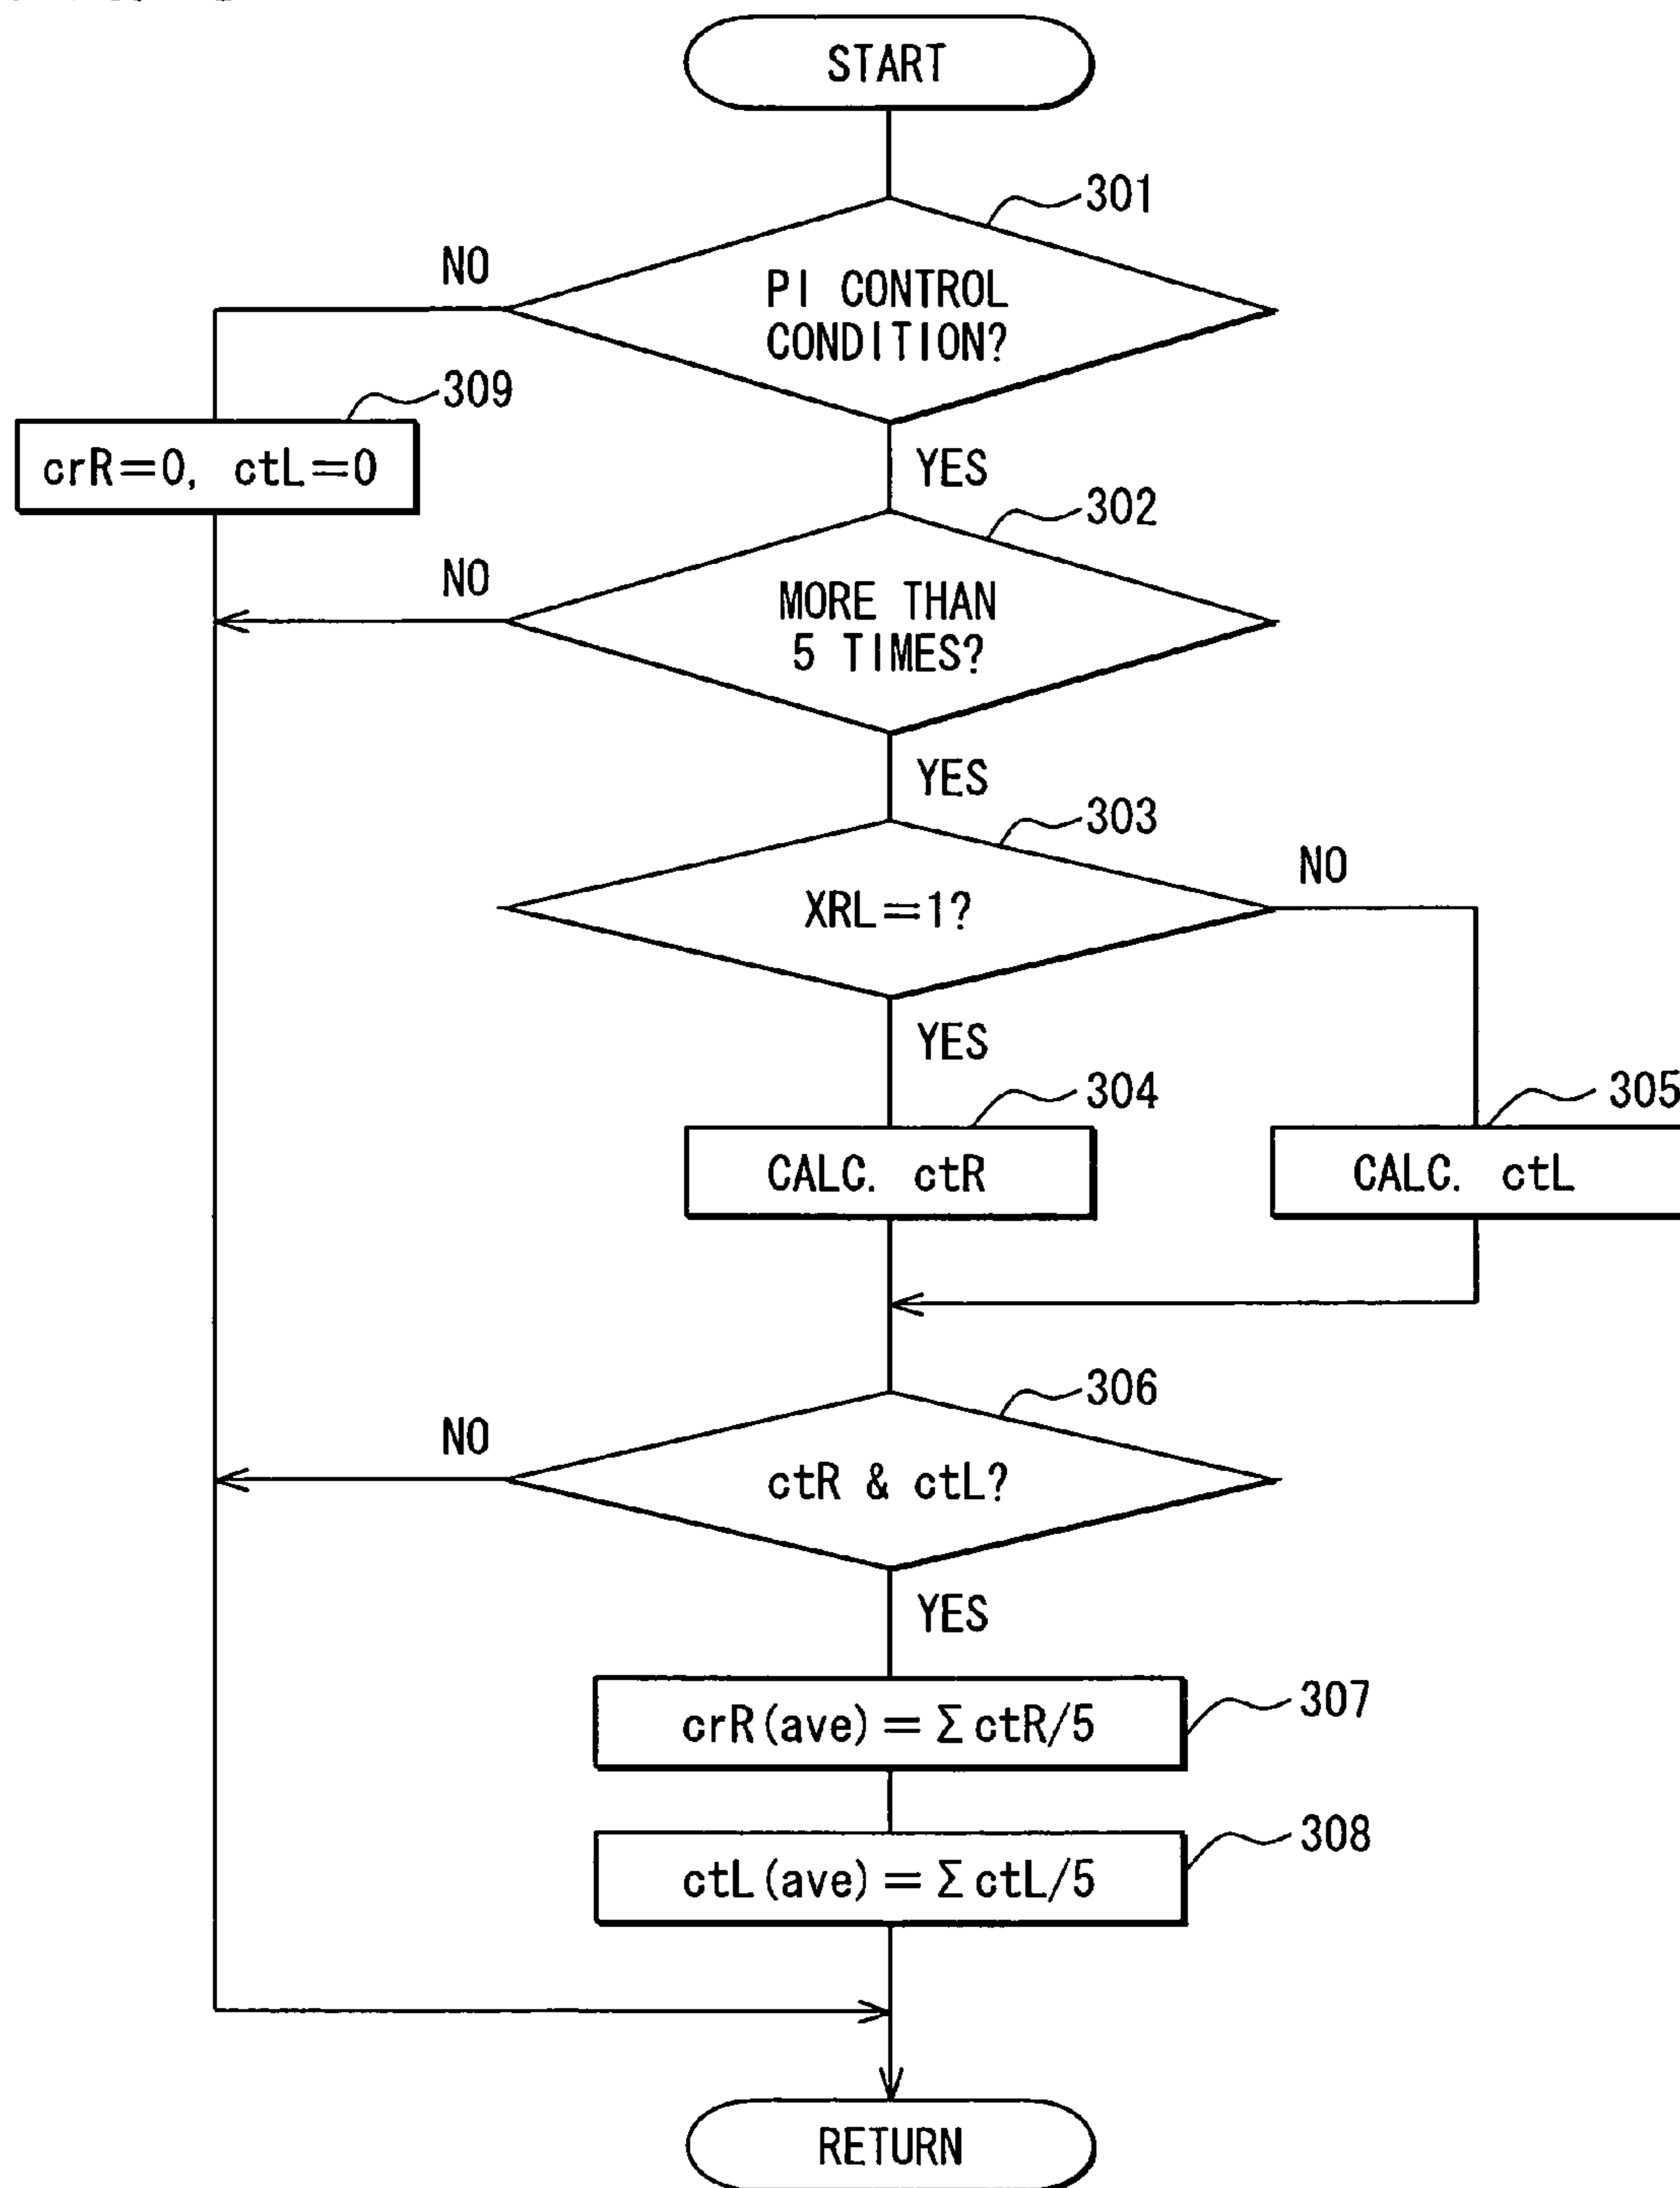 START
301
NO
PI CONTROL
CONDITION?
309
crR=0, ctL=0
YES
302
NO
MORE THAN
5 TIMES?
YES
303
NO
XRL=1?
YES
304
305
CALC. ctR
CALC. ctL
306
NO
ctR & ctL?
YES
307
crR(ave)=Σctr/5
308
ctL(ave)=ΣctL/5
RETURN